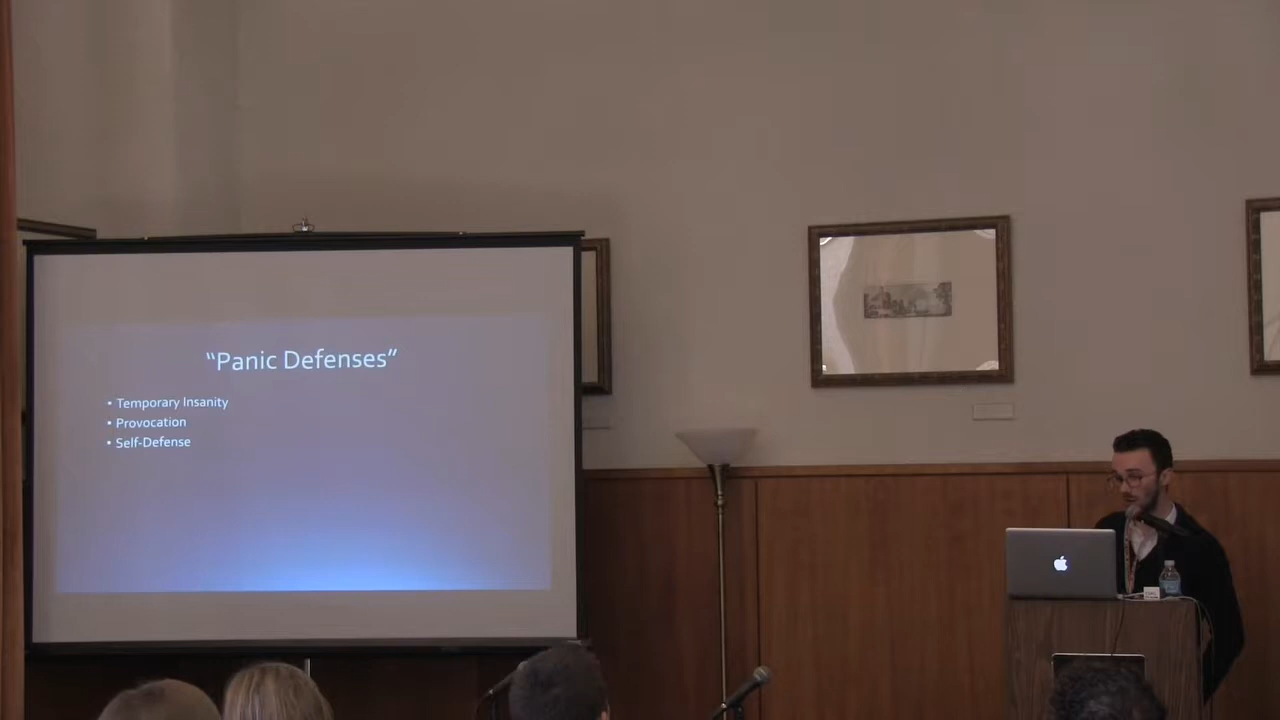 “Panic Defenses”
▪ Temporary Insanity
▪ Provocation
▪ Self-Defense